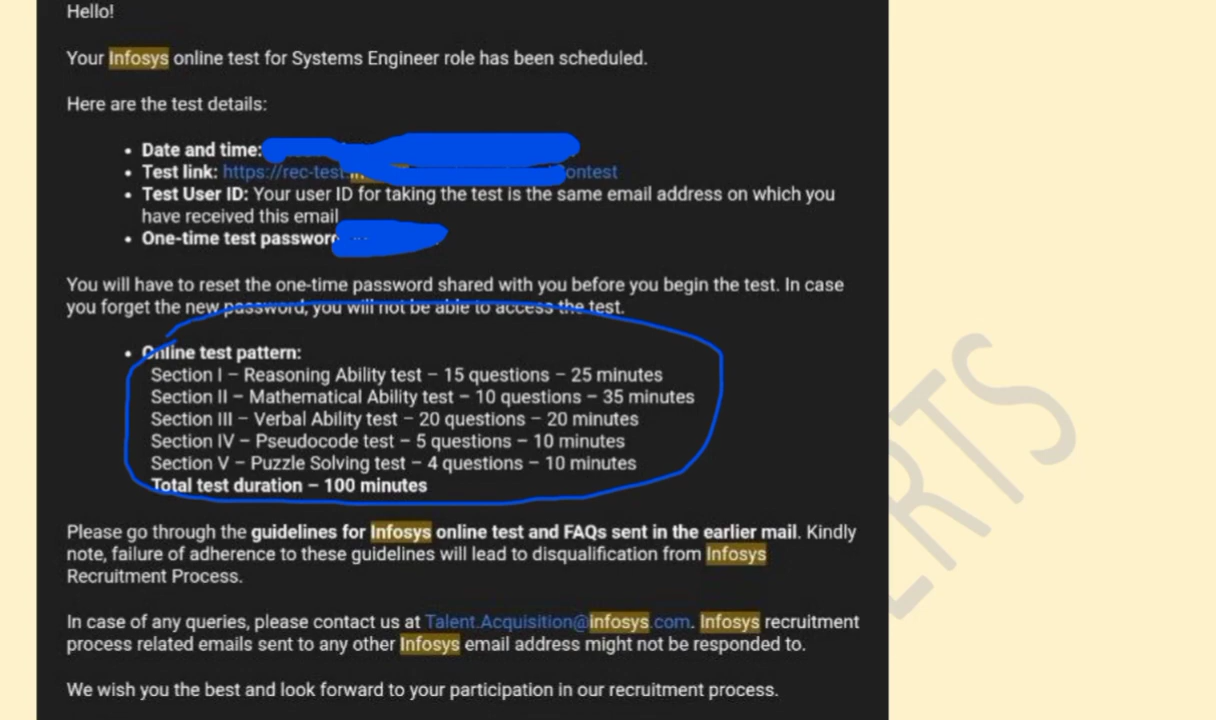 Hello!
Your Infosys online test for Systems Engineer role has been scheduled.
Here are the test details:
• Date and time:
• Test link: https://rec-test. ontest
• Test User ID: Your user ID for taking the test is the same email address on which you
have received this email
• One-time test password
You will have to reset the one-time password shared with you before you begin the test. In case
you forget the new password, you will not be able to access the test.
• Online test pattern:
Section I – Reasoning Ability test – 15 questions – 25 minutes
Section II – Mathematical Ability test – 10 questions – 35 minutes
Section III – Verbal Ability test – 20 questions – 20 minutes
Section IV – Pseudocode test – 5 questions – 10 minutes
Section V – Puzzle Solving test – 4 questions – 10 minutes
Total test duration – 100 minutes
Please go through the guidelines for Infosys online test and FAQs sent in the earlier mail. Kindly
note, failure of adherence to these guidelines will lead to disqualification from Infosys
Recruitment Process.
In case of any queries, please contact us at Talent.Acquisition@infosys.com. Infosys recruitment
process related emails sent to any other Infosys email address might not be responded to.
We wish you the best and look forward to your participation in our recruitment process.
ERTS